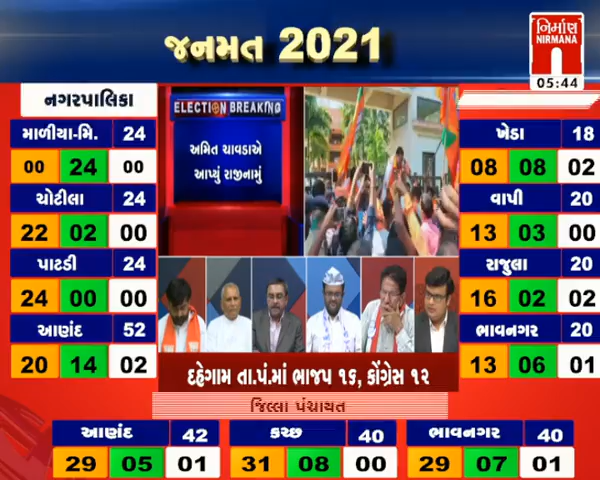 જનમત 2021
નિર્માણ
NIRMANA
05:44
નગરપાલિકા
માળીયા-મિ. 24
00 24 00
ચોટીલા 24
22 02 00
પાટડી 24
24 00 00
આણંદ 52
20 14 02
ELECTION BREAKING
અમિત ચાવડાએ
આપ્યું રાજીનામું
ખેડા 18
08 08 02
વાપી 20
13 03 00
રાજુલા 20
16 02 02
ભાવનગર 20
13 06 01
દહેગામ તા.પં.માં ભાજપ ૧૬, કોંગ્રેસ ૧૨
જિલ્લા પંચાયત
આણંદ 42
29 05 01
કચ્છ 40
31 08 00
ભાવનગર 40
29 07 01